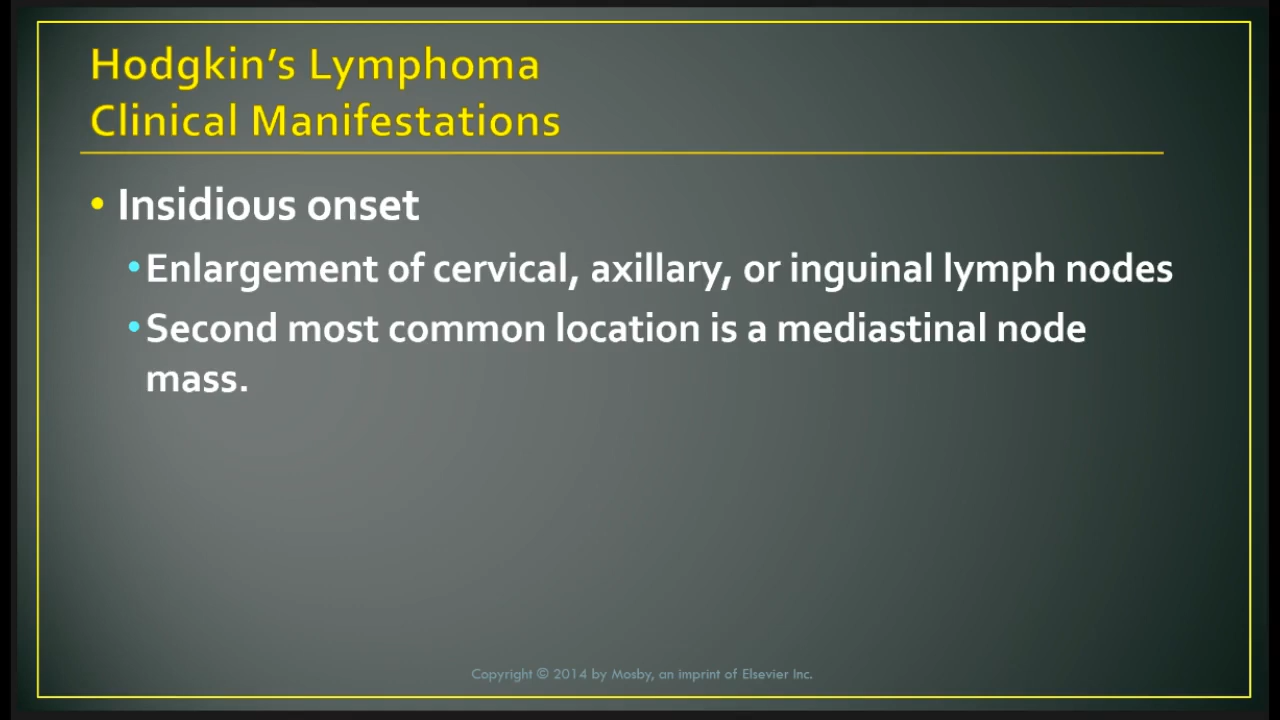 Hodgkin's Lymphoma
Clinical Manifestations
• Insidious onset
• Enlargement of cervical, axillary, or inguinal lymph nodes
• Second most common location is a mediastinal node
mass.
Copyright © 2014 by Mosby, an imprint of Elsevier Inc.